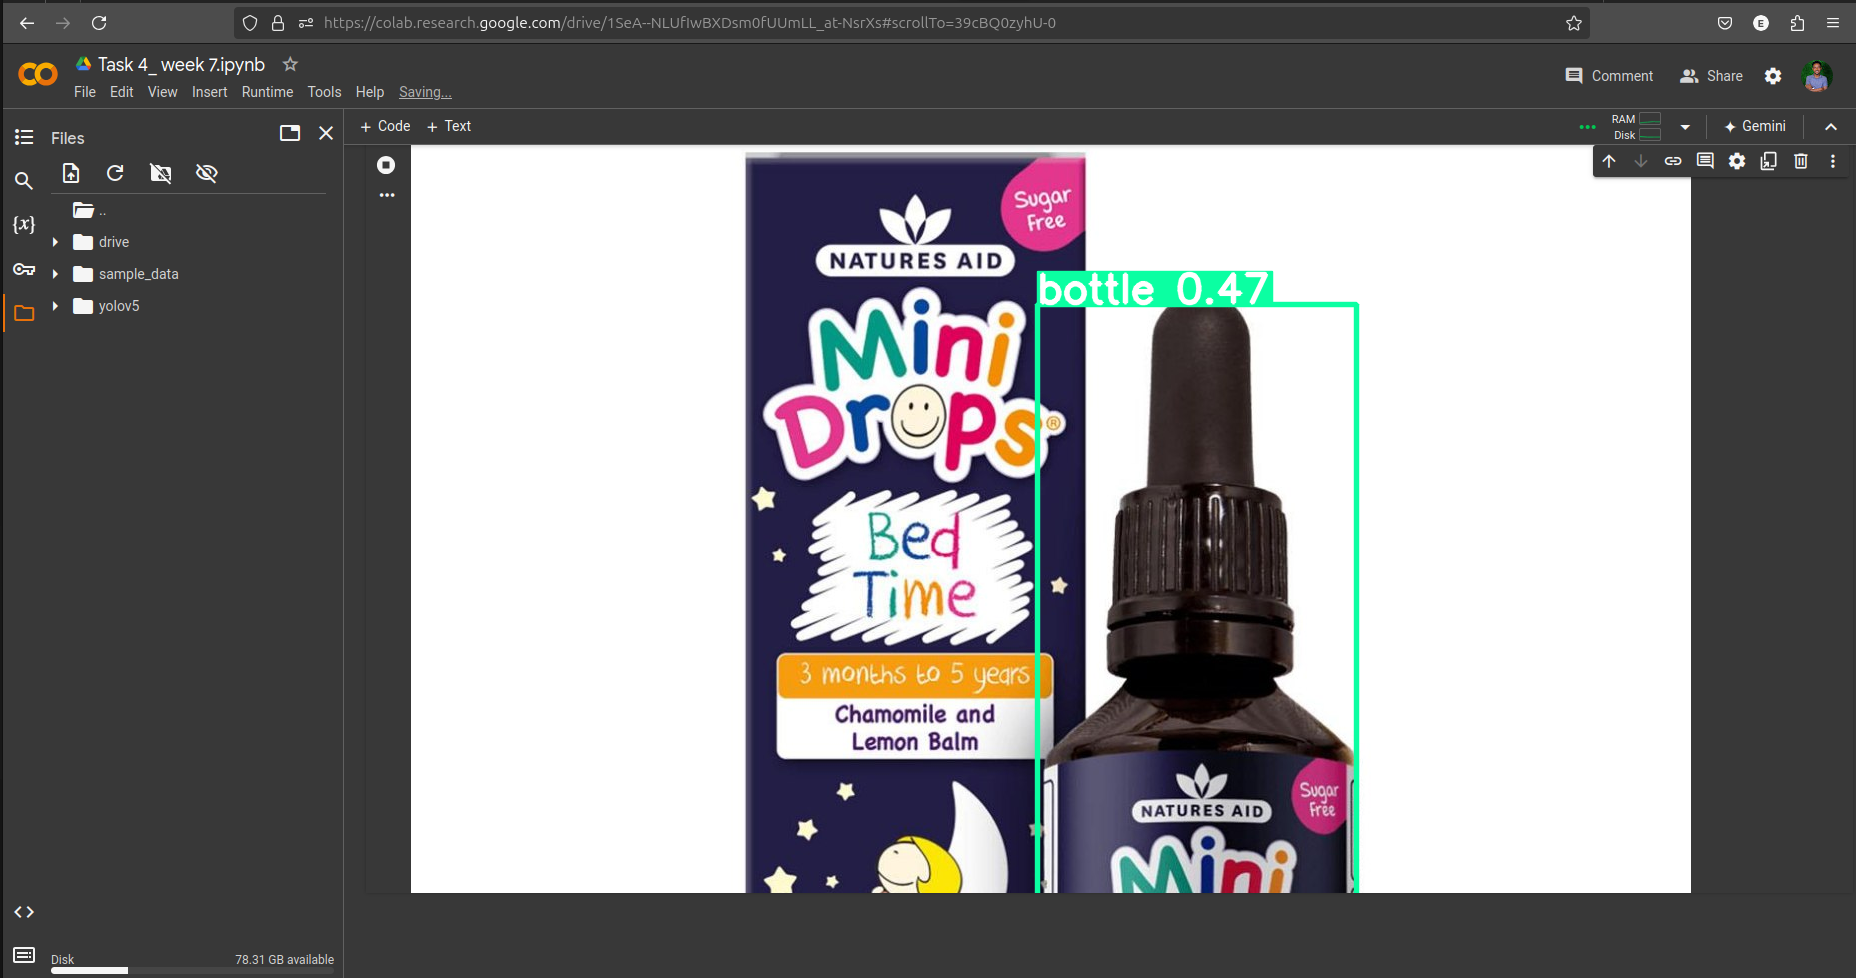 https://colab.research.google.com/drive/1SeA--NLUfIwBXDsm0fUUmLL_at-NsrXs#scrollTo=39cBQ0zyhU-0
E
CO
Task 4_ week 7.ipynb
Comment
Share
File Edit View Insert Runtime Tools Help Saving...
Files
+ Code + Text
RAM
Disk
Gemini
{x}
..
drive
sample_data
yolov5
Sugar
Free
NATURES AID
Mini
Drops®
bottle 0.47
Bed
Time
3 months to 5 years
Chamomile and
Lemon Balm
NATURES AID
Sugar
Free
Mini
<>
Disk 78.31 GB available